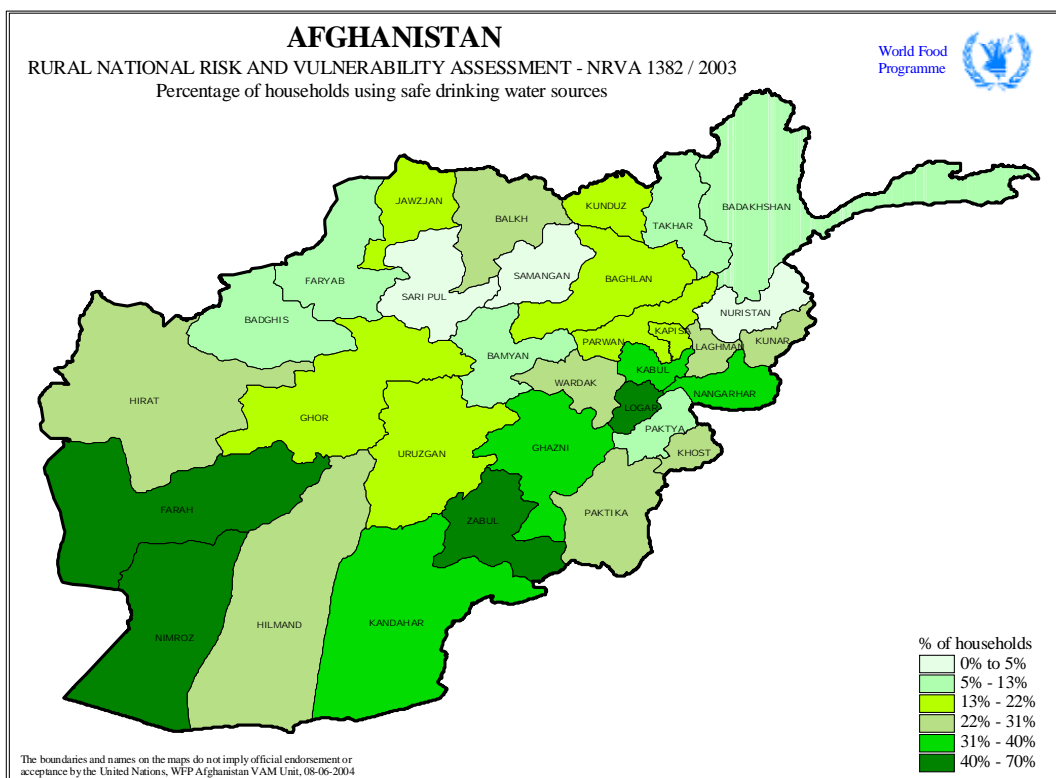 AFGHANISTAN
RURAL NATIONAL RISK AND VULNERABILITY ASSESSMENT - NRVA 1382 / 2003
Percentage of households using safe drinking water sources
World Food
Programme
JAWZJAN
BALKH
KUNDUZ
TAKHAR
BADAKHSHAN
FARYAB
SARI PUL
SAMANGAN
BAGHLAN
BADGHIS
NURISTAN
KAPISA
PARWAN
LAGHMAN
KUNAR
BAMYAN
KABUL
WARDAK
NANGARHAR
HIRAT
GHOR
LOGAR
PAKTYA
URUZGAN
GHAZNI
KHOST
FARAH
ZABUL
PAKTIKA
NIMROZ
HILMAND
KANDAHAR
% of households
0% to 5%
5% - 13%
13% - 22%
22% - 31%
31% - 40%
40% - 70%
The boundaries and names on the maps do not imply official endorsement or
acceptance by the United Nations, WFP Afghanistan VAM Unit, 08-06-2004